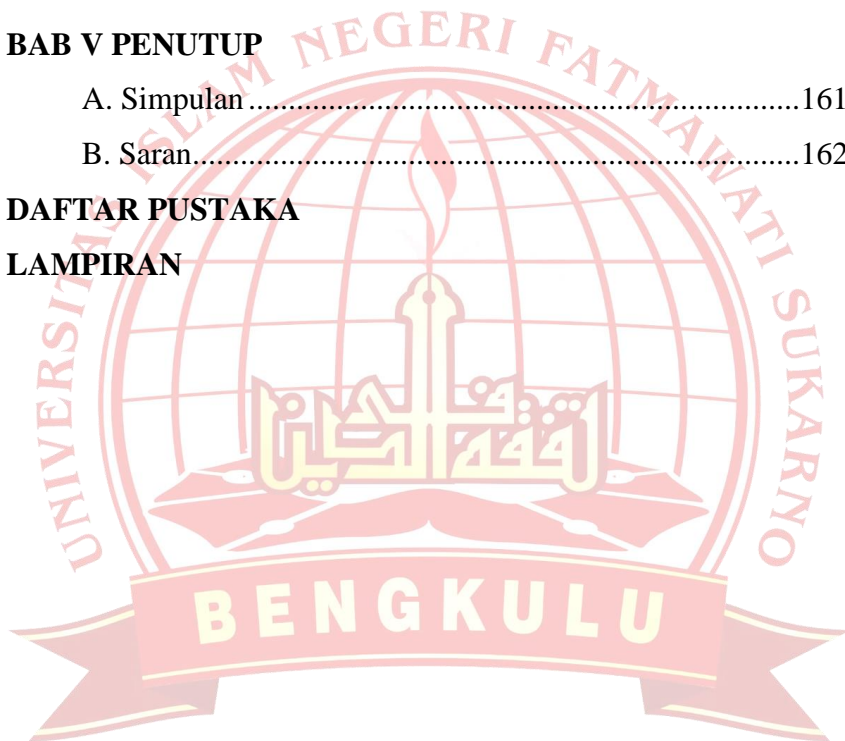 BAB V PENUTUP
A. Simpulan......................................................................161
B. Saran.............................................................................162
DAFTAR PUSTAKA
LAMPIRAN
UNIVERSITAS ISLAM NEGERI FATMAWATI SUKARNO
BENGKULU